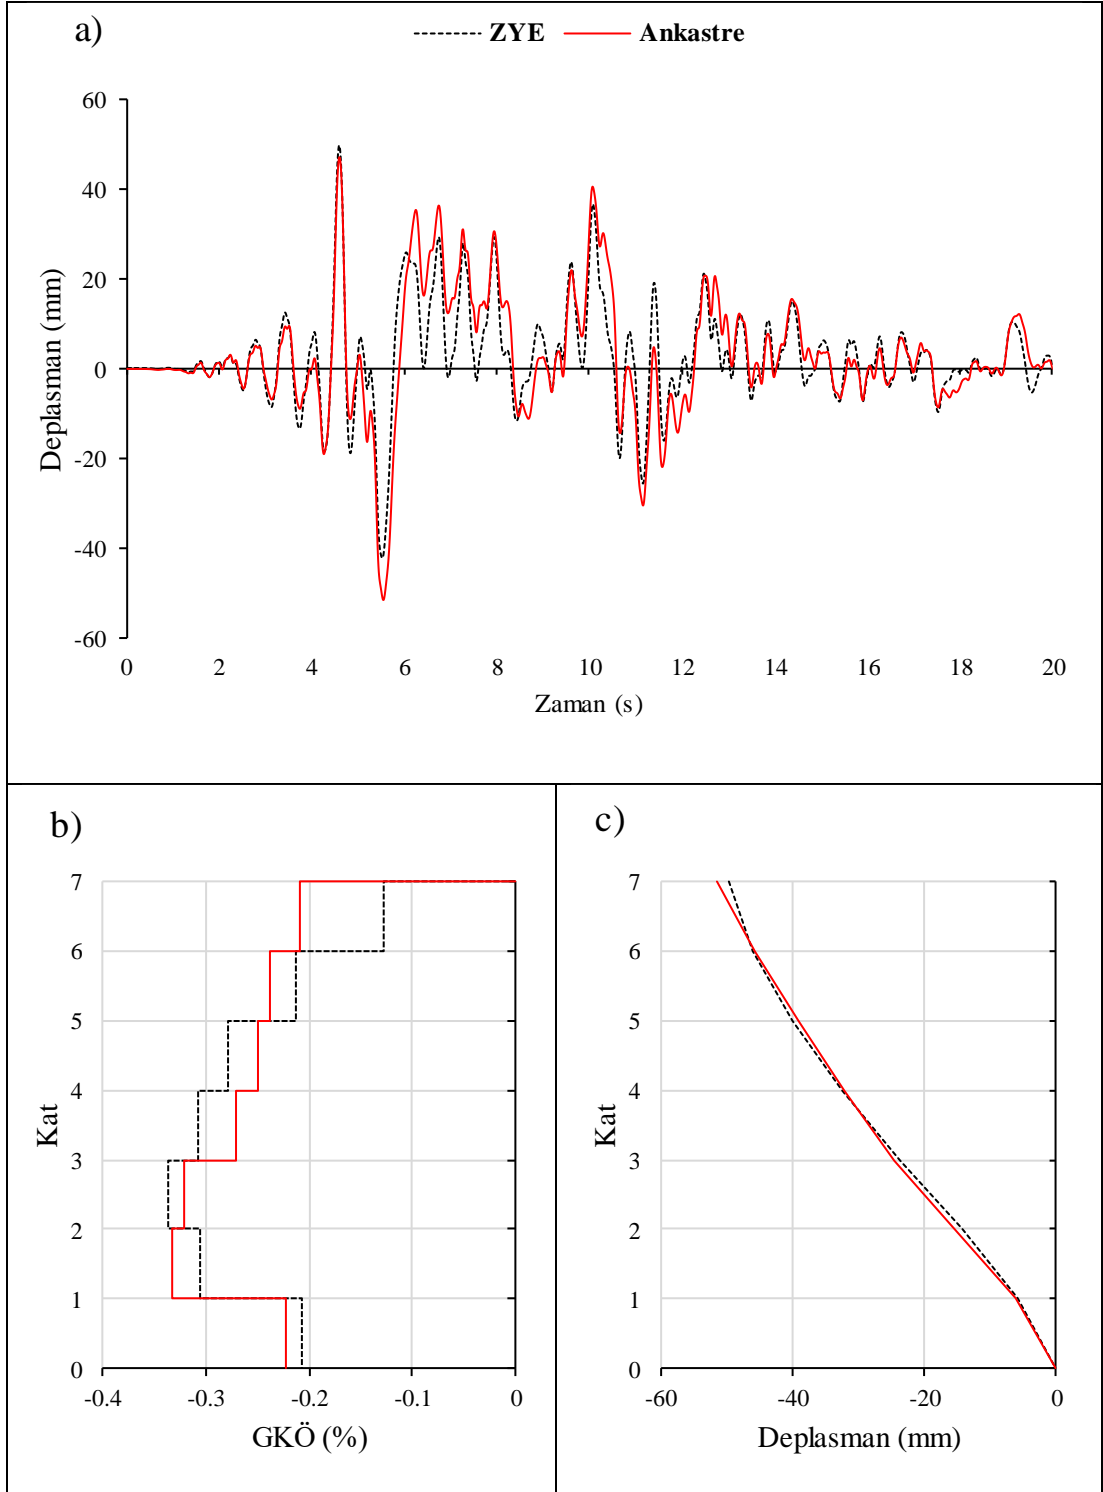 a)
ZYE Ankastre
60
40
20
0
-20
-40
-60
Deplasman (mm)
0 2 4 6 8 10 12 14 16 18 20
Zaman (s)
b)
7
6
5
4
3
2
1
0
Kat
-0.4 -0.3 -0.2 -0.1 0
GKÖ (%)
c)
7
6
5
4
3
2
1
0
Kat
-60 -40 -20 0
Deplasman (mm)